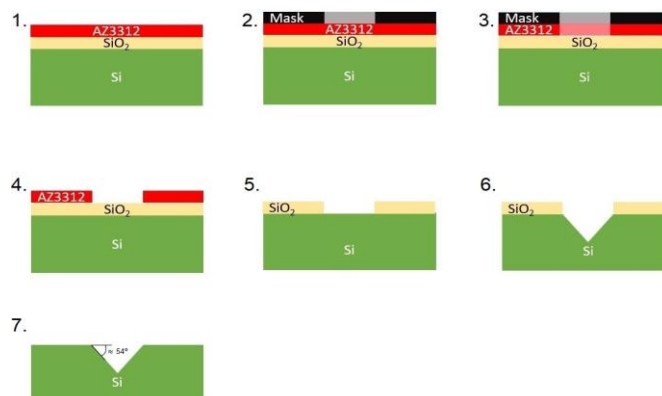 1.
AZ3312
SiO₂
Si
2.
Mask
AZ3312
SiO₂
Si
3.
Mask
AZ3312
SiO₂
Si
4.
AZ3312
SiO₂
Si
5.
SiO₂
Si
6.
SiO₂
Si
7.
≈ 54°
Si